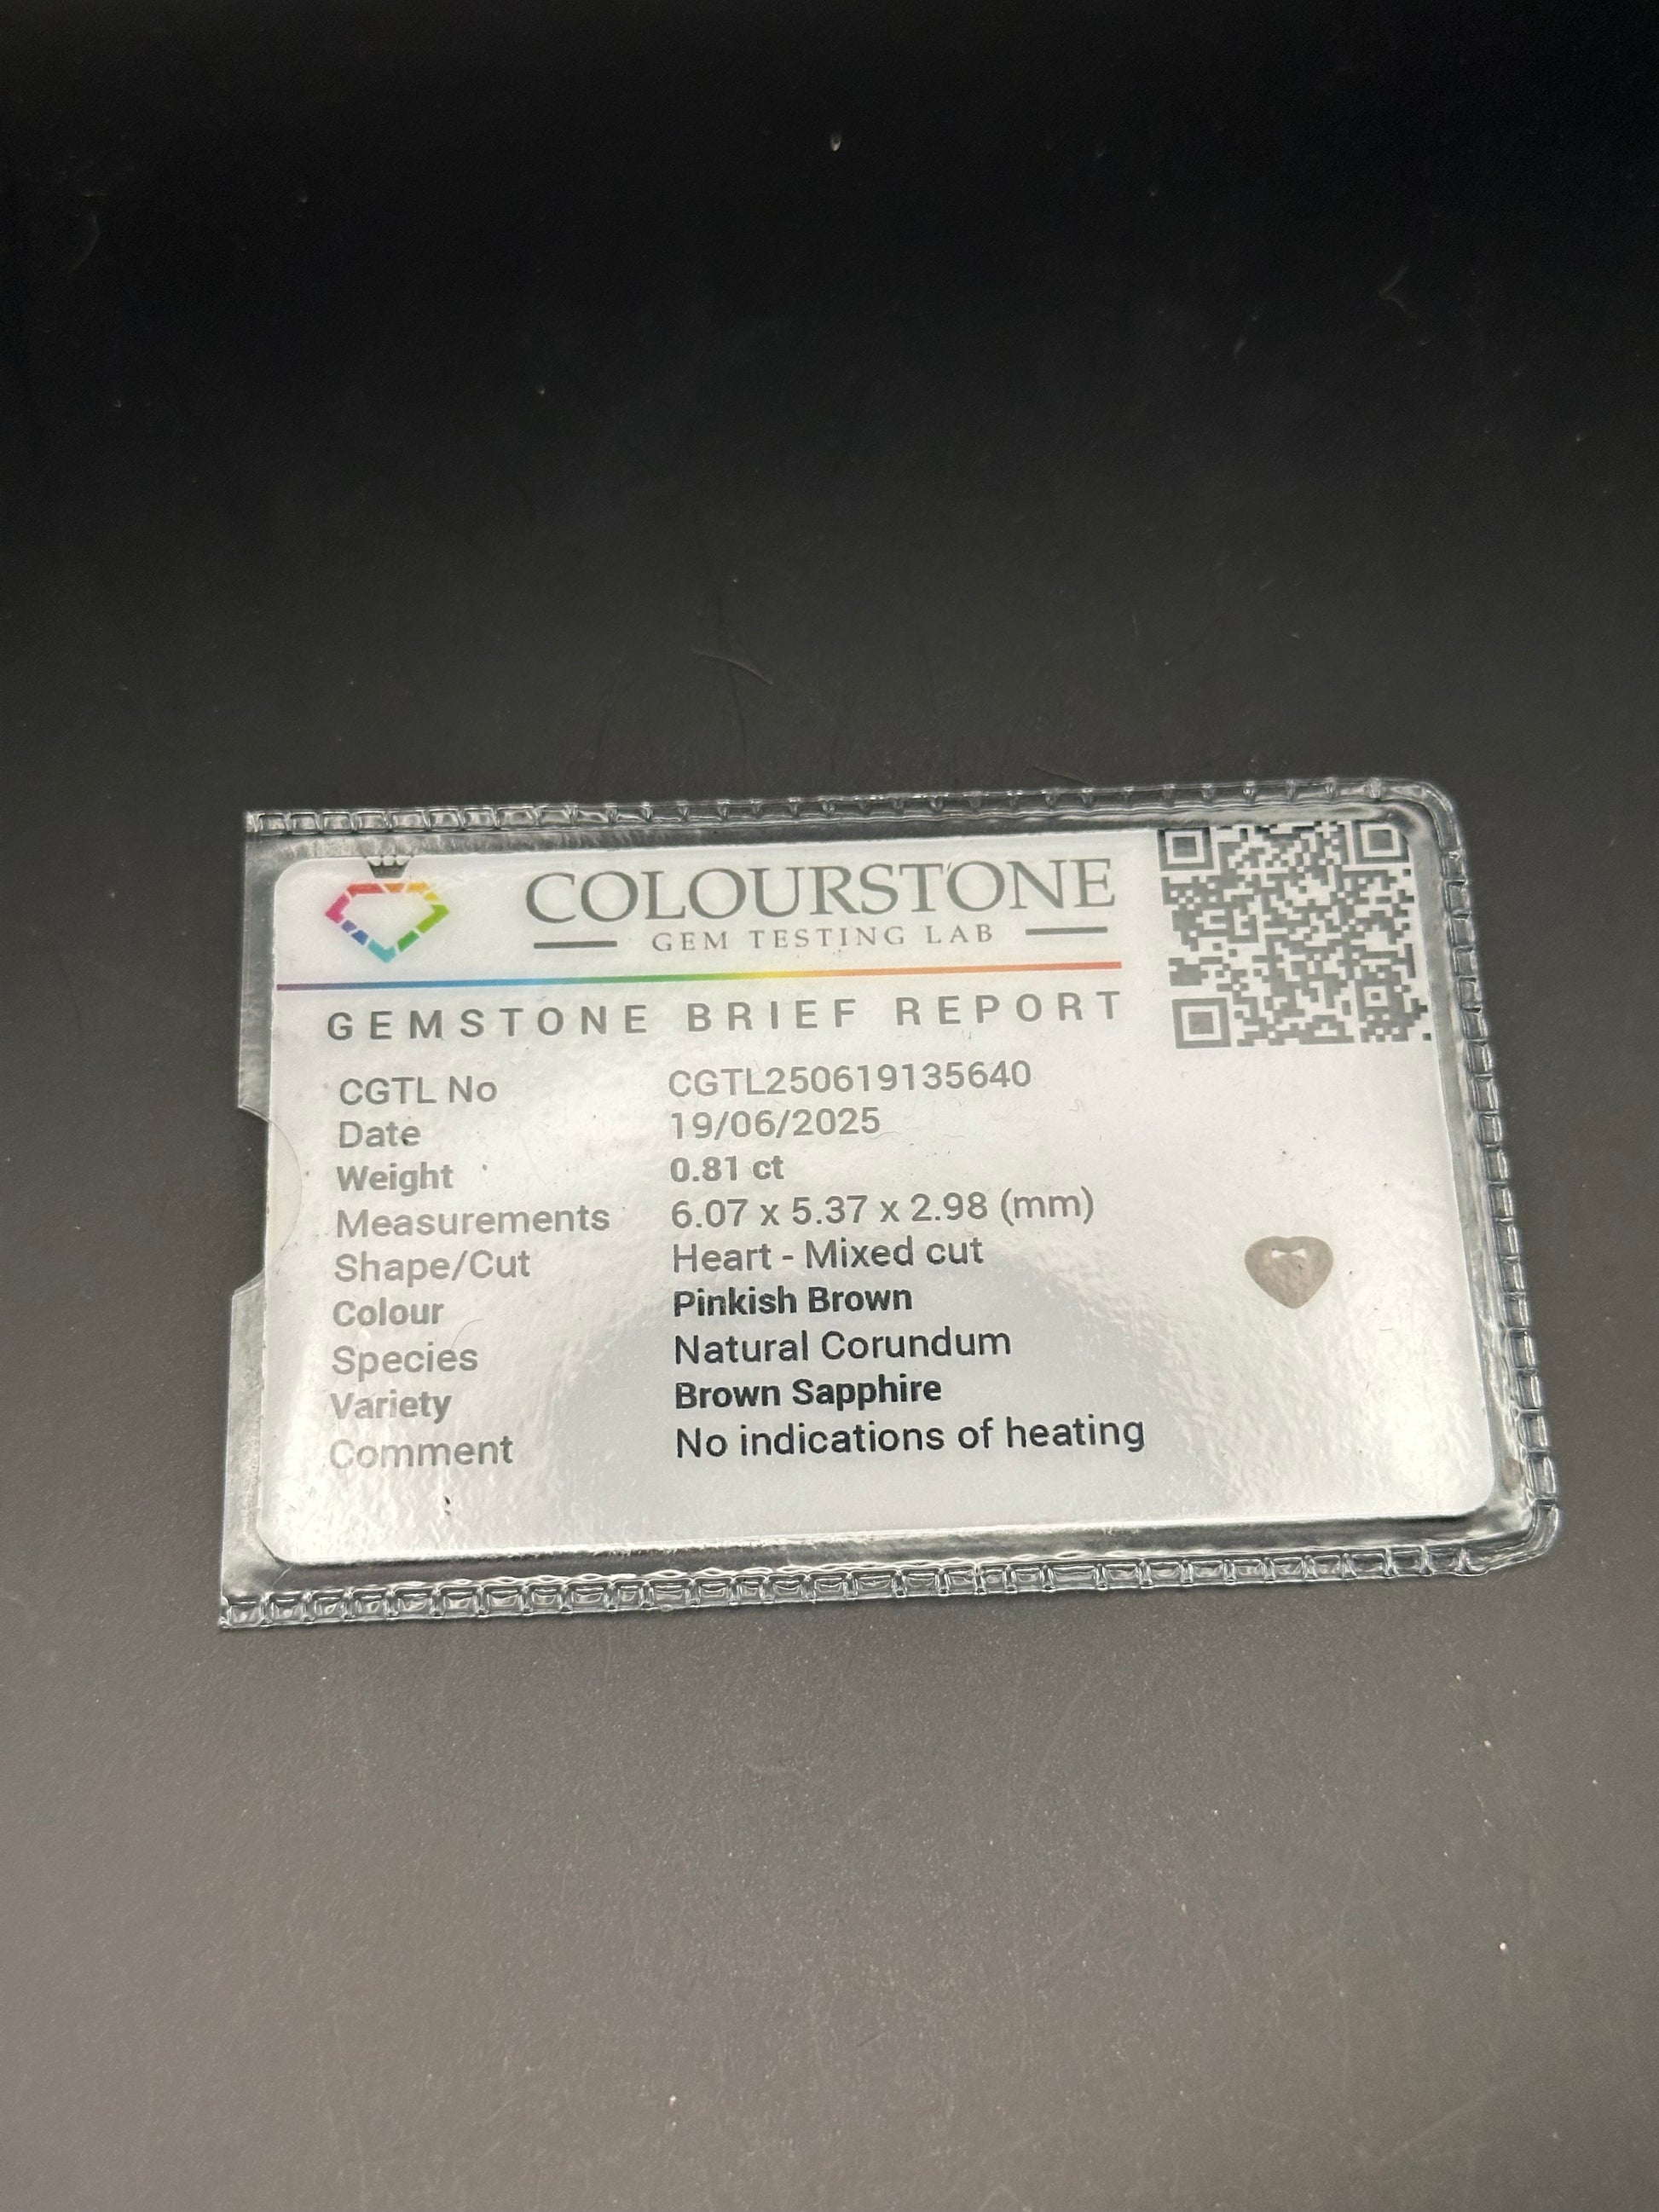 COLOURSTONE
GEM TESTING LAB
GEMSTONE BRIEF REPORT
CGTL No CGTL250619135640
Date 19/06/2025
Weight 0.81 ct
Measurements 6.07 x 5.37 x 2.98 (mm)
Shape/Cut Heart - Mixed cut
Colour Pinkish Brown
Species Natural Corundum
Variety Brown Sapphire
Comment No indications of heating